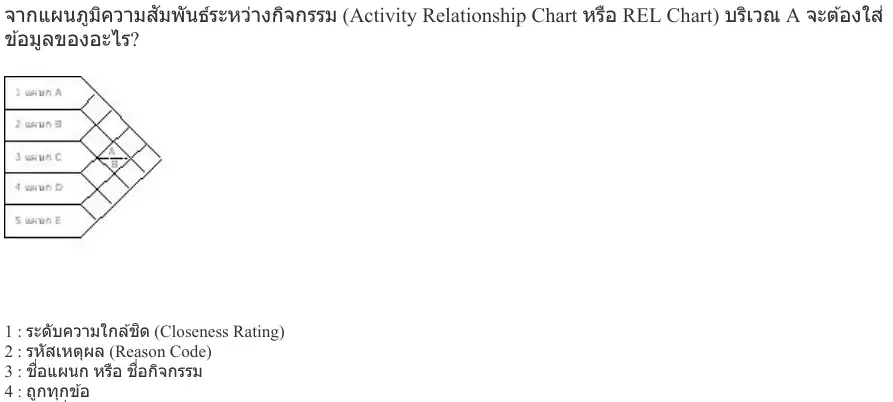 จากแผนภูมิความสัมพันธ์ระหว่างกิจกรรม (Activity Relationship Chart หรือ REL Chart) บริเวณ A จะต้องใส่
ข้อมูลของอะไร?
1 แผนก A
2 แผนก B
3 แผนก C
A
B
4 แผนก D
5 แผนก E
1 : ระดับความใกล้ชิด (Closeness Rating)
2 : รหัสเหตุผล (Reason Code)
3 : ชื่อแผนก หรือ ชื่อกิจกรรม
4 : ถูกทุกข้อ